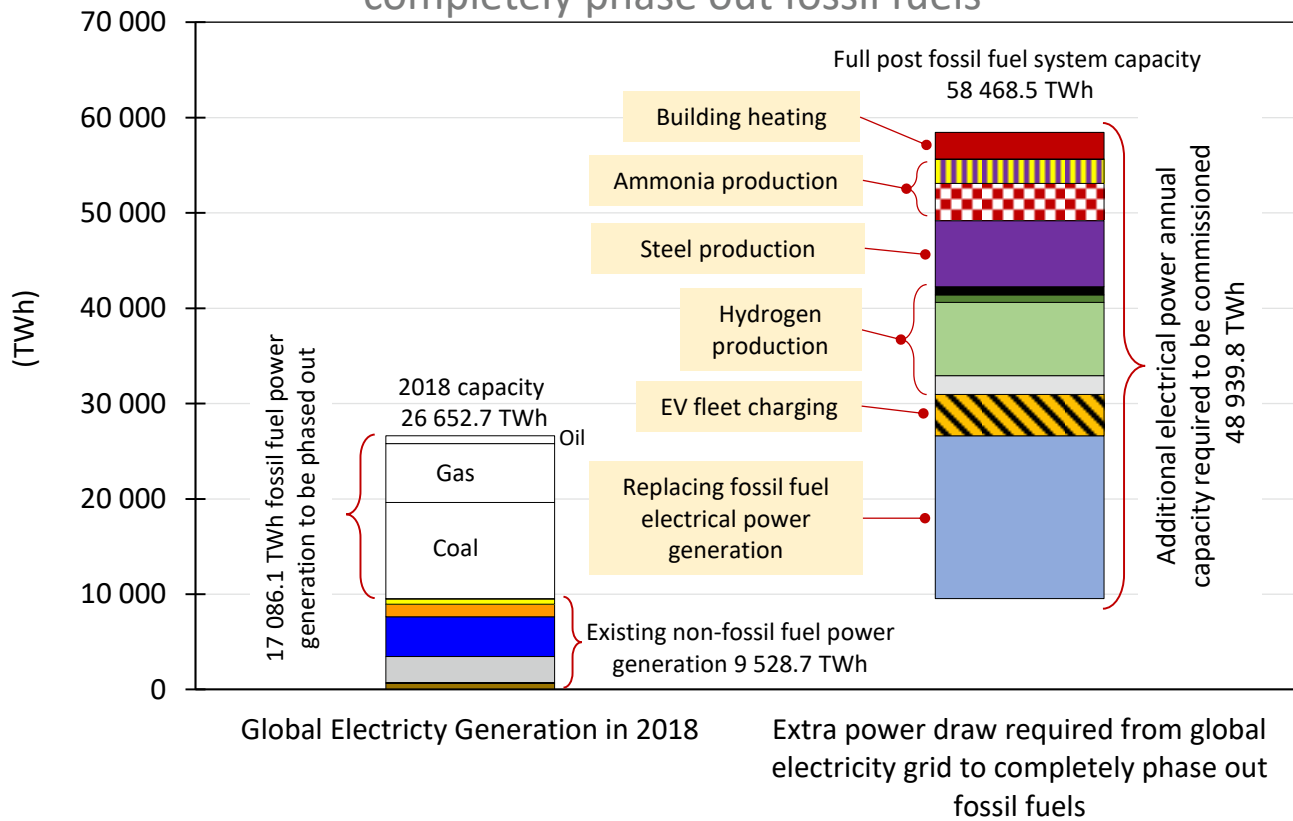 completely phase out fossil fuels
(TWh)
70 000
60 000
50 000
40 000
30 000
20 000
10 000
0
17 086.1 TWh fossil fuel power
generation to be phased out
2018 capacity
26 652.7 TWh
Oil
Gas
Coal
Existing non-fossil fuel power
generation 9 528.7 TWh
Full post fossil fuel system capacity
58 468.5 TWh
Building heating
Ammonia production
Steel production
Hydrogen
production
EV fleet charging
Replacing fossil fuel
electrical power
generation
Additional electrical power annual
capacity required to be commissioned
48 939.8 TWh
Global Electricty Generation in 2018
Extra power draw required from global
electricity grid to completely phase out
fossil fuels